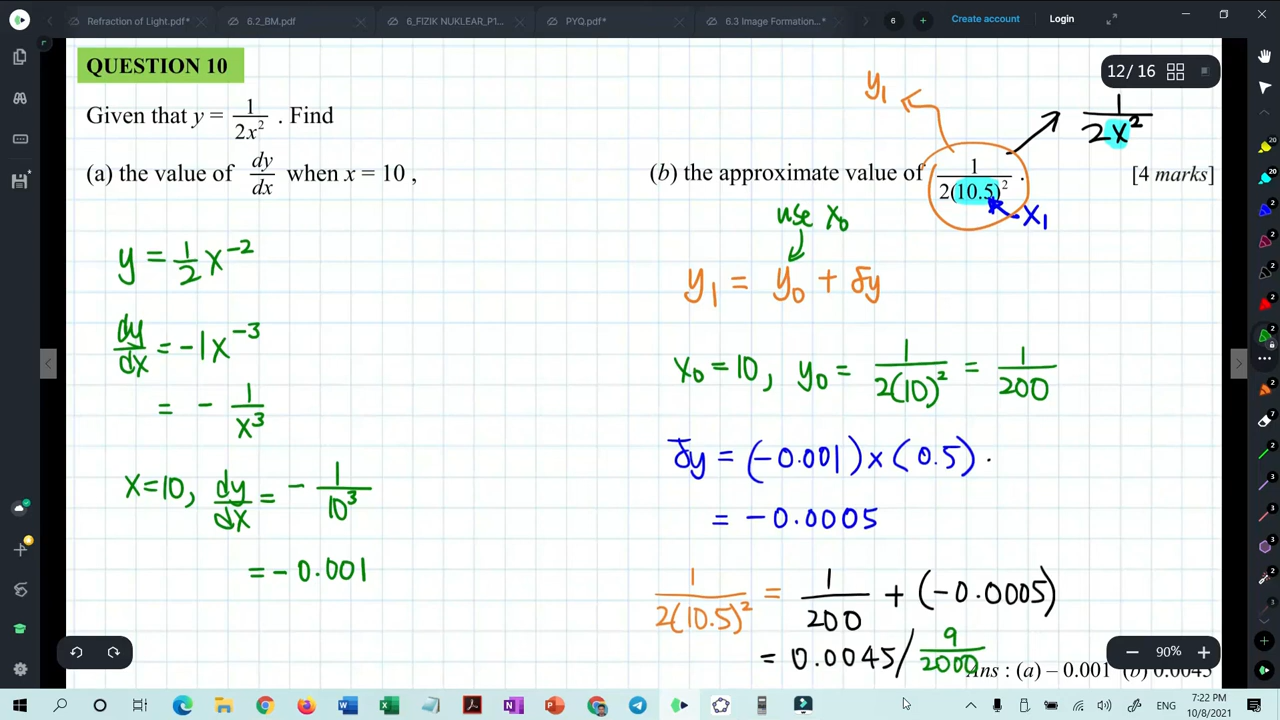 Refraction of Light.pdf*
6.2_BM.pdf
6_FIZIK NUKLEAR_P1...
PYQ.pdf*
6.3 Image Formation...*
6
Create account
Login
QUESTION 10
12/ 16
Given that y = 1/2x² . Find
(a) the value of dy/dx when x = 10 ,
y = 1/2 x⁻²
dy/dx = -1x⁻³
= - 1/x³
x=10, dy/dx = - 1/10³
= - 0.001
y₁
1/2x²
(b) the approximate value of 1/2(10.5)² .
[4 marks]
use x₀
x₁
y₁ = y₀ + δy
x₀ = 10, y₀ = 1/2(10)² = 1/200
δy = (-0.001)x(0.5) .
= -0.0005
1/2(10.5)² = 1/200 + (-0.0005)
= 0.0045/ 9/2000
Ans : (a) – 0.001 (b) 0.0045
90%
ENG
7:22 PM
10/8/2021